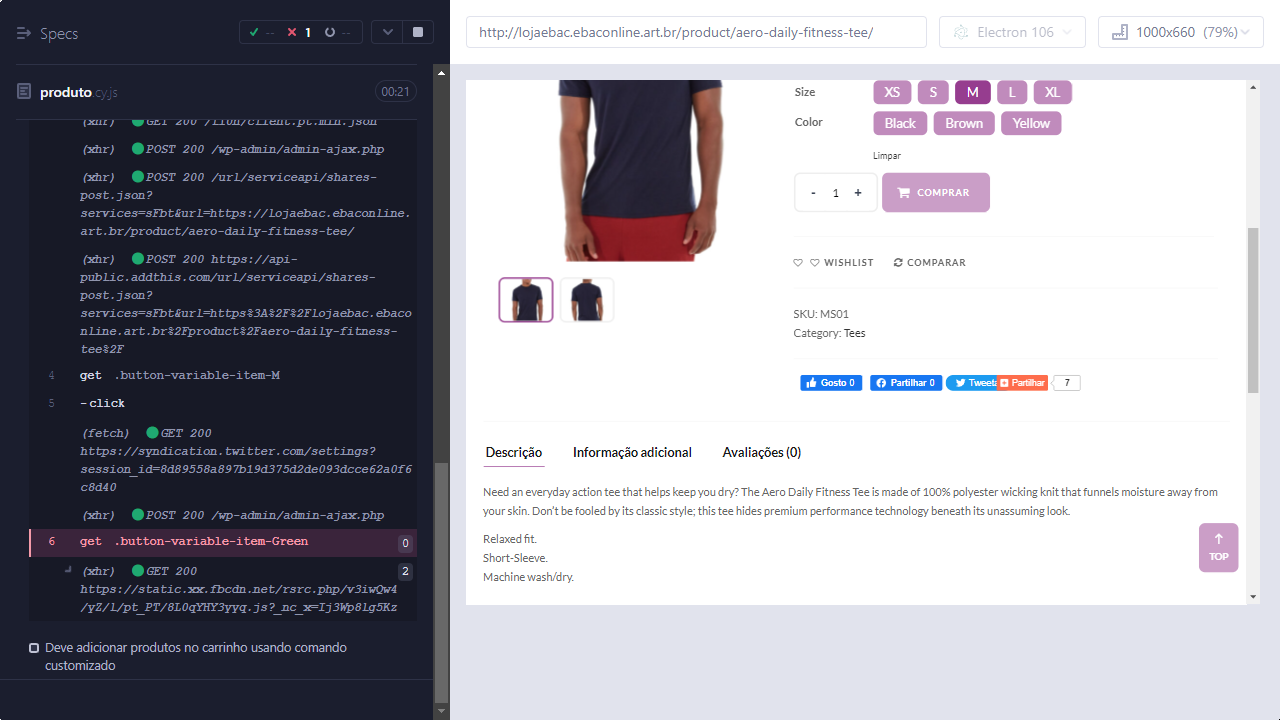 Specs
--
1
--
produto.cy.js
00:21
(xhr) GET 200 /lion/client.pt.min.json
(xhr) POST 200 /wp-admin/admin-ajax.php
(xhr) POST 200 /url/serviceapi/shares-
post.json?
services=sFbt&url=https://lojaebac.ebaconline.
art.br/product/aero-daily-fitness-tee/
(xhr) POST 200 https://api-
public.addthis.com/url/serviceapi/shares-
post.json?
services=sFbt&url=https%3A%2F%2Flojaebac.ebaco
nline.art.br%2Fproduct%2Faero-daily-fitness-
tee%2F
4 get .button-variable-item-M
5 -click
(fetch) GET 200
https://syndication.twitter.com/settings?
session_id=8d89558a897b19d375d2de093dcce62a0f6
c8d40
(xhr) POST 200 /wp-admin/admin-ajax.php
6 get .button-variable-item-Green 0
(xhr) GET 200 2
https://static.xx.fbcdn.net/rsrc.php/v3iwQw4
/yZ/l/pt_PT/8L0qYHY3yyq.js?_nc_x=Ij3Wp8lg5Kz
Deve adicionar produtos no carrinho usando comando
customizado
http://lojaebac.ebaconline.art.br/product/aero-daily-fitness-tee/
Electron 106
1000x660 (79%)
Size
XS S M L XL
Color
Black Brown Yellow
Limpar
- 1 +
COMPRAR
WISHLIST
COMPARAR
SKU: MS01
Category: Tees
Gosto 0
Partilhar 0
Tweeta
Partilhar
7
Descrição
Informação adicional
Avaliações (0)
Need an everyday action tee that helps keep you dry? The Aero Daily Fitness Tee is made of 100% polyester wicking knit that funnels moisture away from
your skin. Don't be fooled by its classic style; this tee hides premium performance technology beneath its unassuming look.
Relaxed fit.
Short-Sleeve.
Machine wash/dry.
TOP